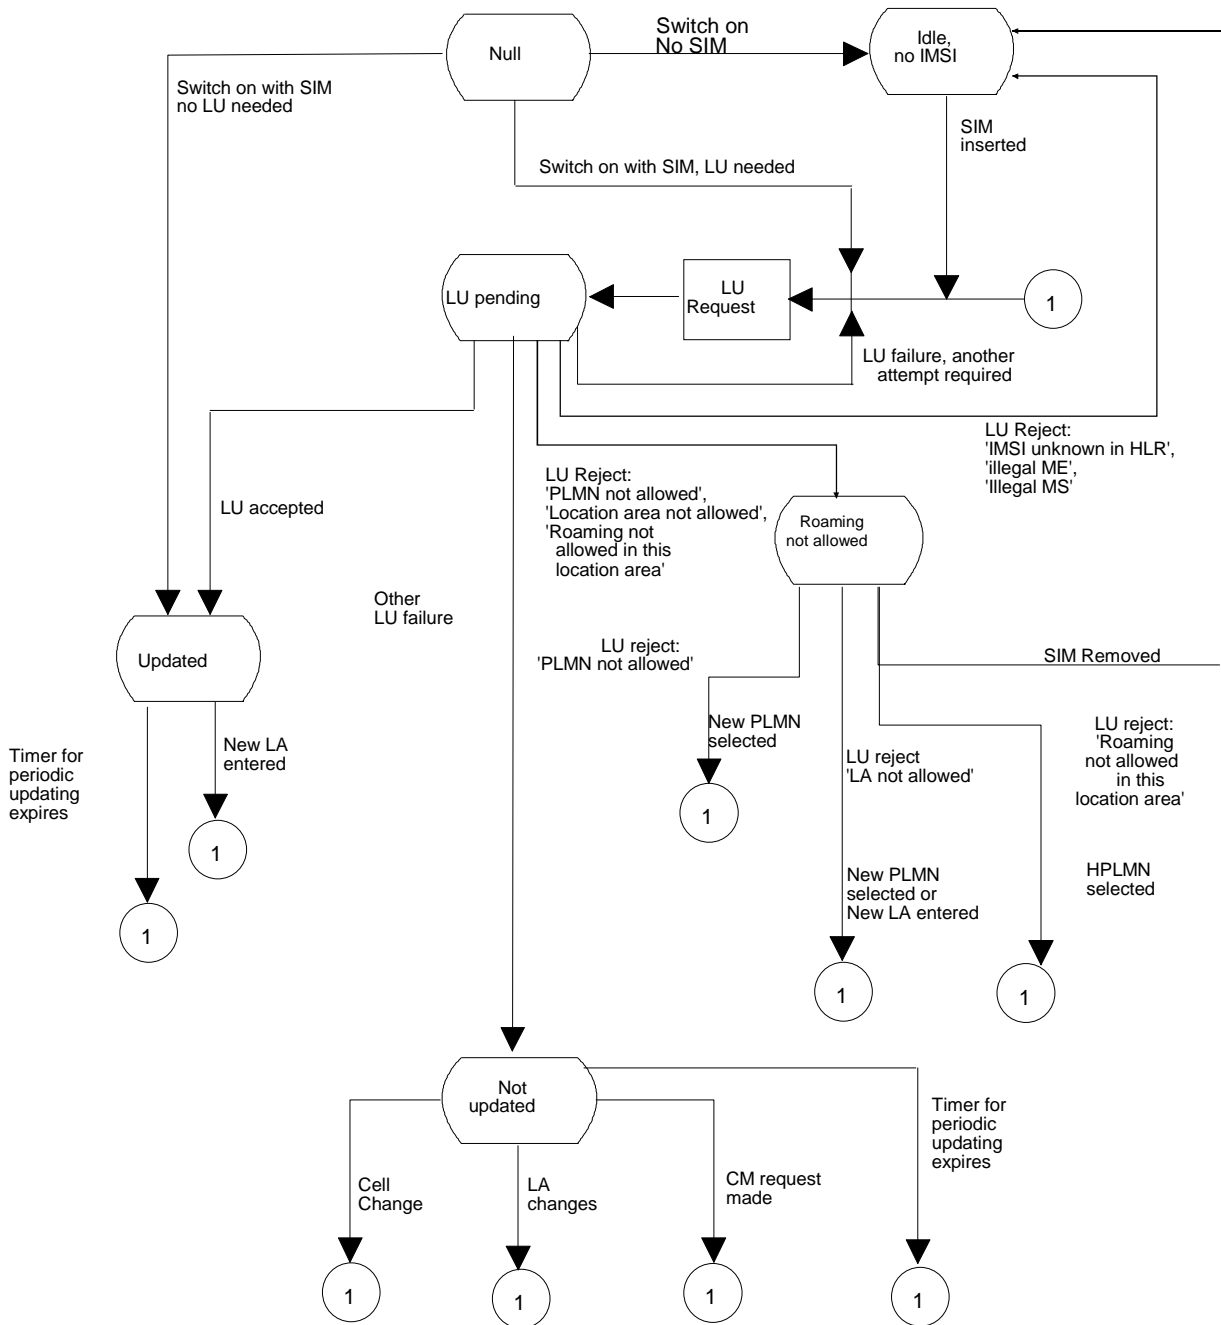 Switch on
No SIM
Idle,
no IMSI
Null
Switch on with SIM
no LU needed
SIM
inserted
Switch on with SIM, LU needed
LU pending
LU
Request
1
LU failure, another
attempt required
LU Reject:
'IMSI unknown in HLR',
'illegal ME',
'Illegal MS'
LU Reject:
'PLMN not allowed',
'Location area not allowed',
'Roaming not
allowed in this
location area'
LU accepted
Roaming
not allowed
Other
LU failure
Updated
LU reject:
'PLMN not allowed'
SIM Removed
New PLMN
selected
LU reject
'LA not allowed'
LU reject:
'Roaming
not allowed
in this
location area'
Timer for
periodic
updating
expires
New LA
entered
1
1
1
New PLMN
selected or
New LA entered
HPLMN
selected
1
1
Not
updated
Timer for
periodic
updating
expires
Cell
Change
LA
changes
CM request
made
1
1
1
1